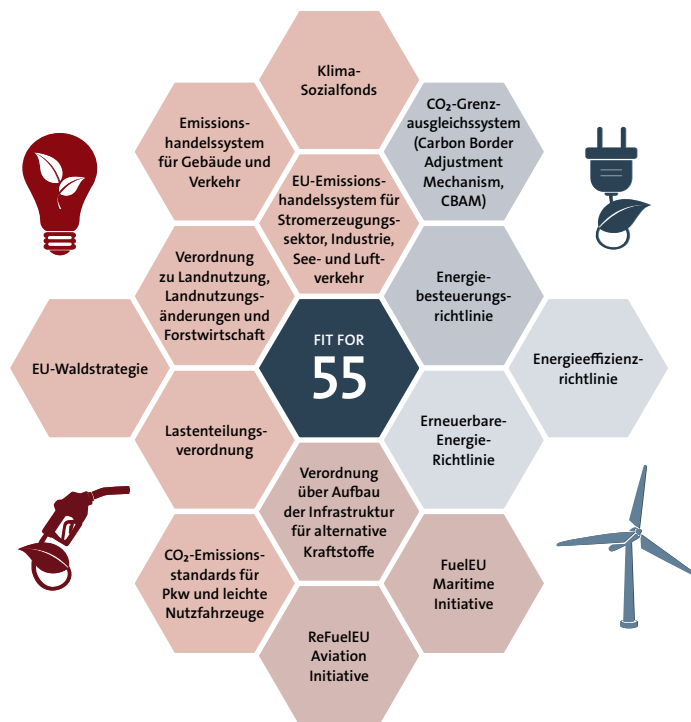 Klima-
Sozialfonds
Emissions-
handelssystem
für Gebäude und
Verkehr
CO₂-Grenz-
ausgleichssystem
(Carbon Border
Adjustment
Mechanism,
CBAM)
EU-Emissions-
handelssystem für
Stromerzeugungs-
sektor, Industrie,
See- und Luft-
verkehr
Verordnung
zu Landnutzung,
Landnutzungs-
änderungen und
Forstwirtschaft
Energie-
besteuerungs-
richtlinie
EU-Waldstrategie
FIT FOR
55
Energieeffizienz-
richtlinie
Lastenteilungs-
verordnung
Erneuerbare-
Energie-
Richtlinie
Verordnung
über Aufbau
der Infrastruktur
für alternative
Kraftstoffe
CO₂-Emissions-
standards für
Pkw und leichte
Nutzfahrzeuge
FuelEU
Maritime
Initiative
ReFuelEU
Aviation
Initiative